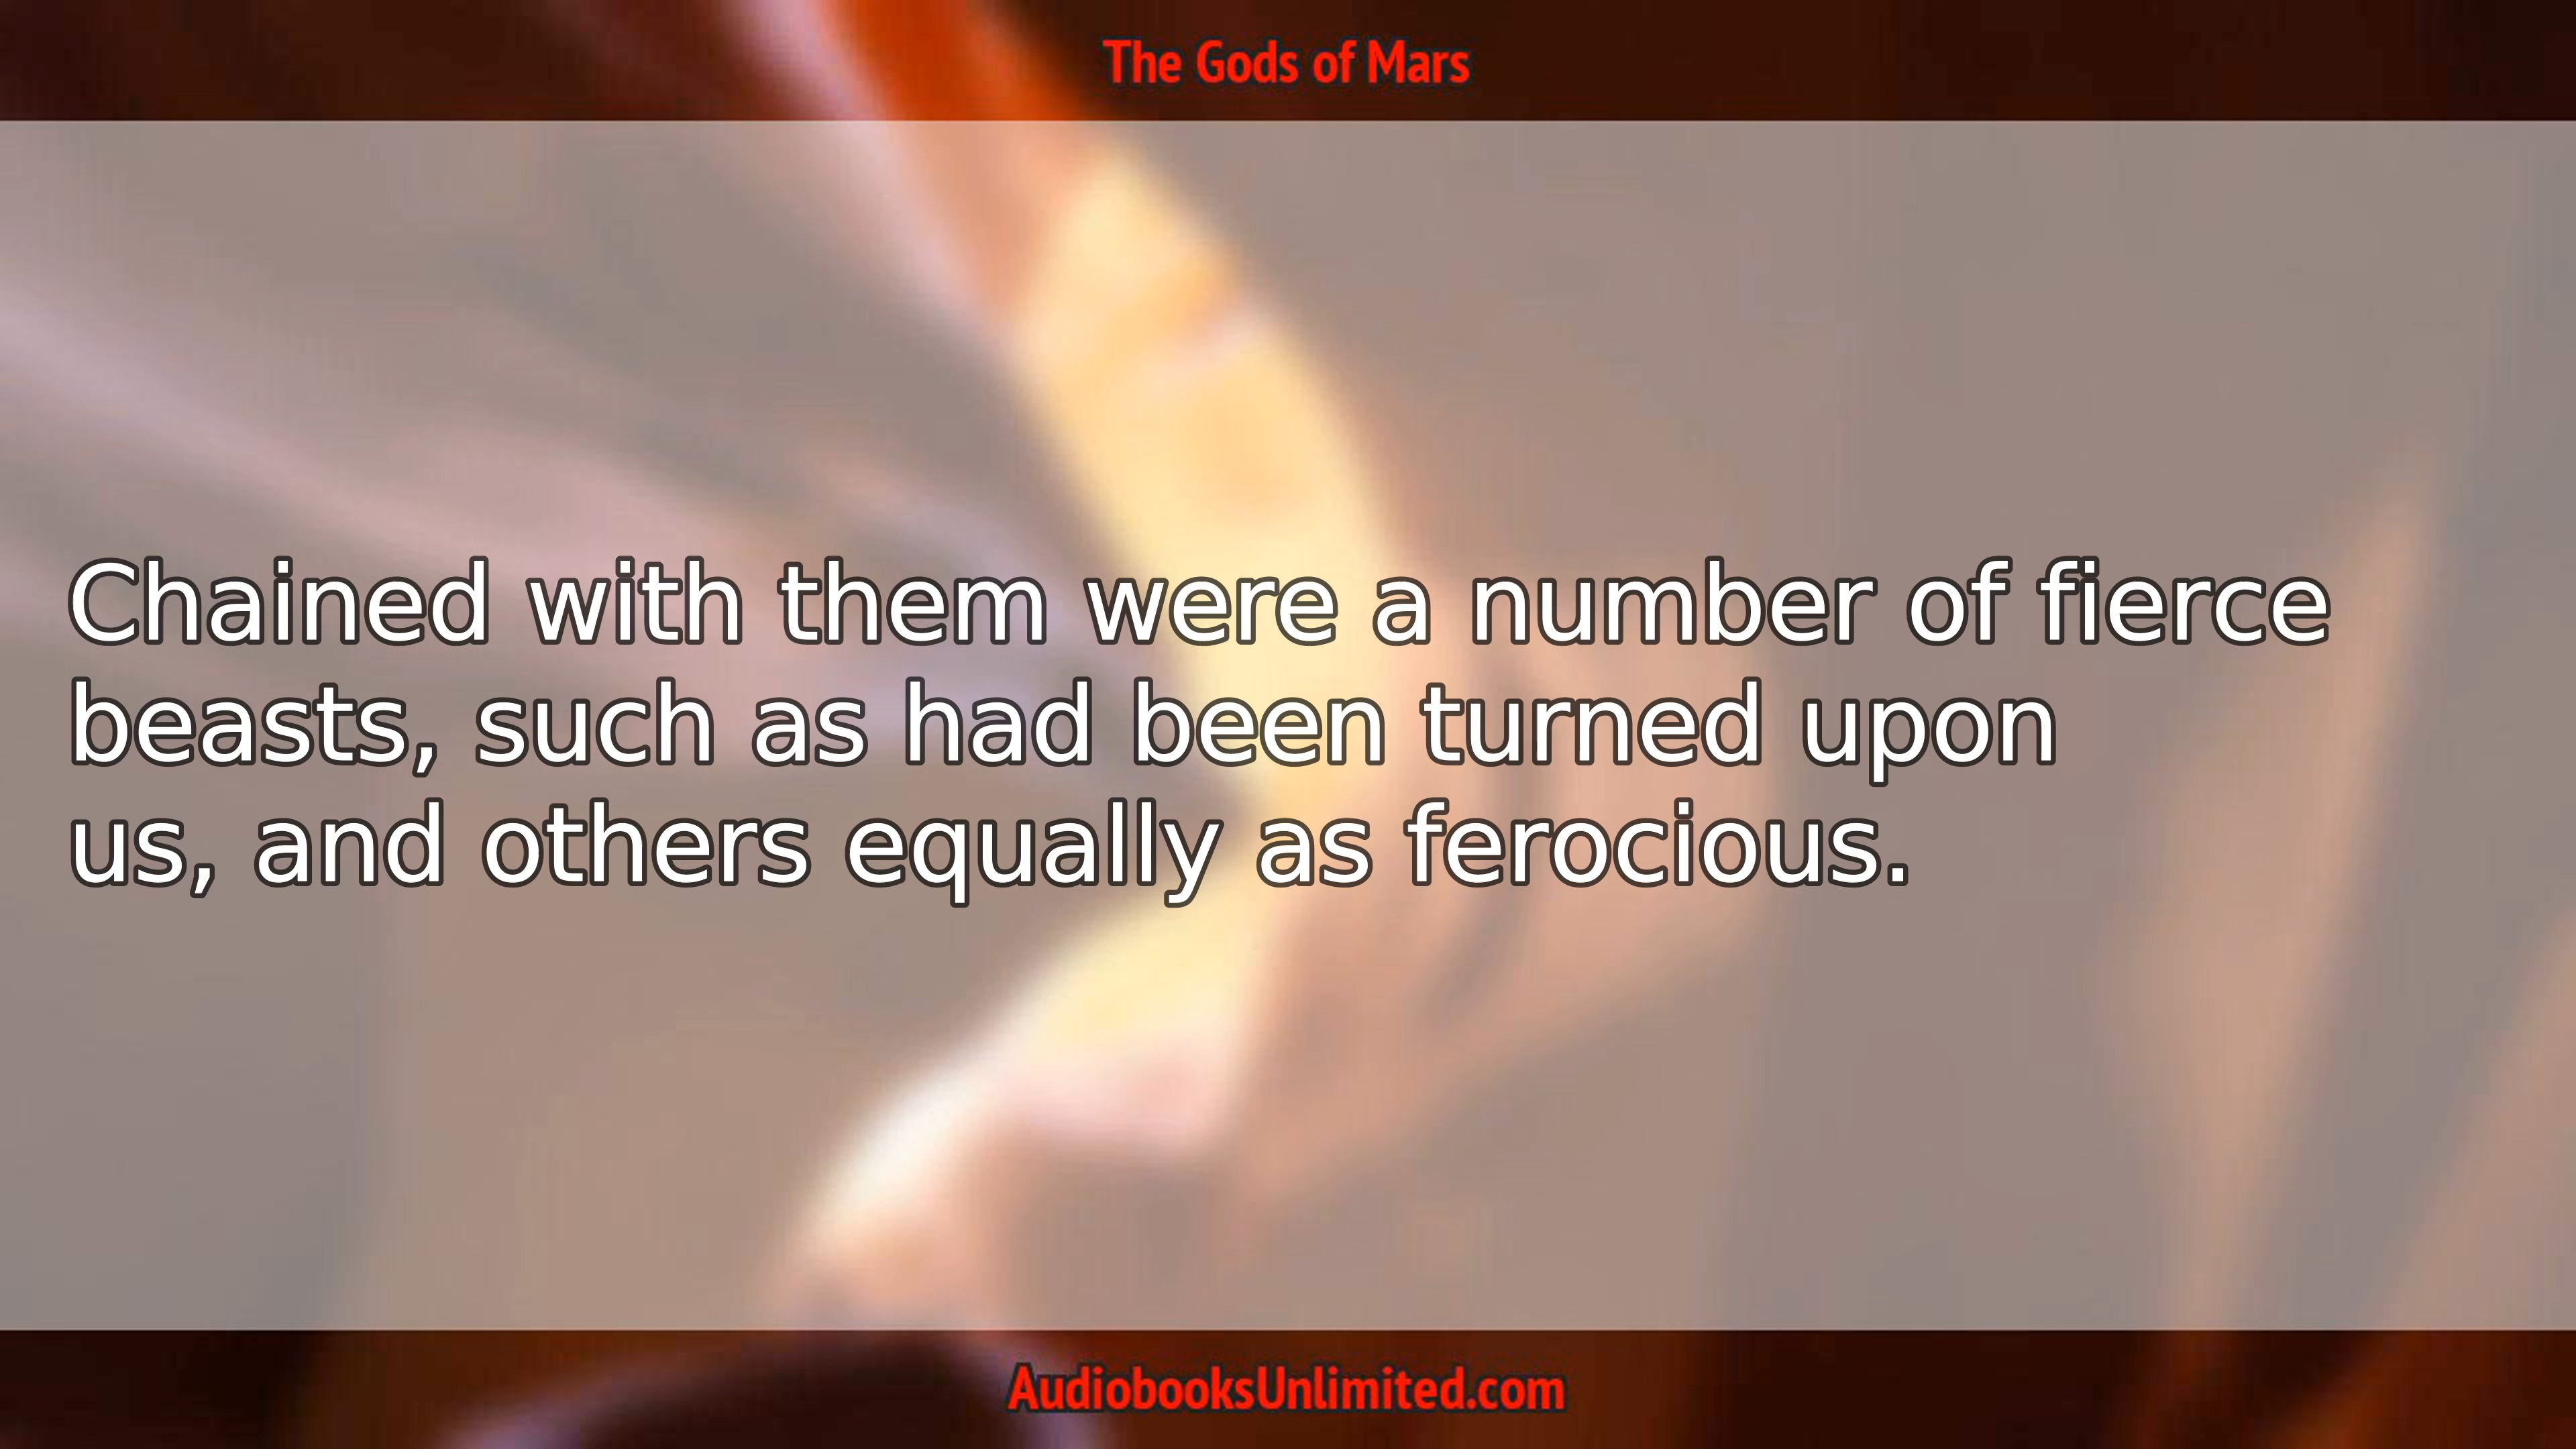 The Gods of Mars
Chained with them were a number of fierce
beasts, such as had been turned upon
us, and others equally as ferocious.
AudiobooksUnlimited.com